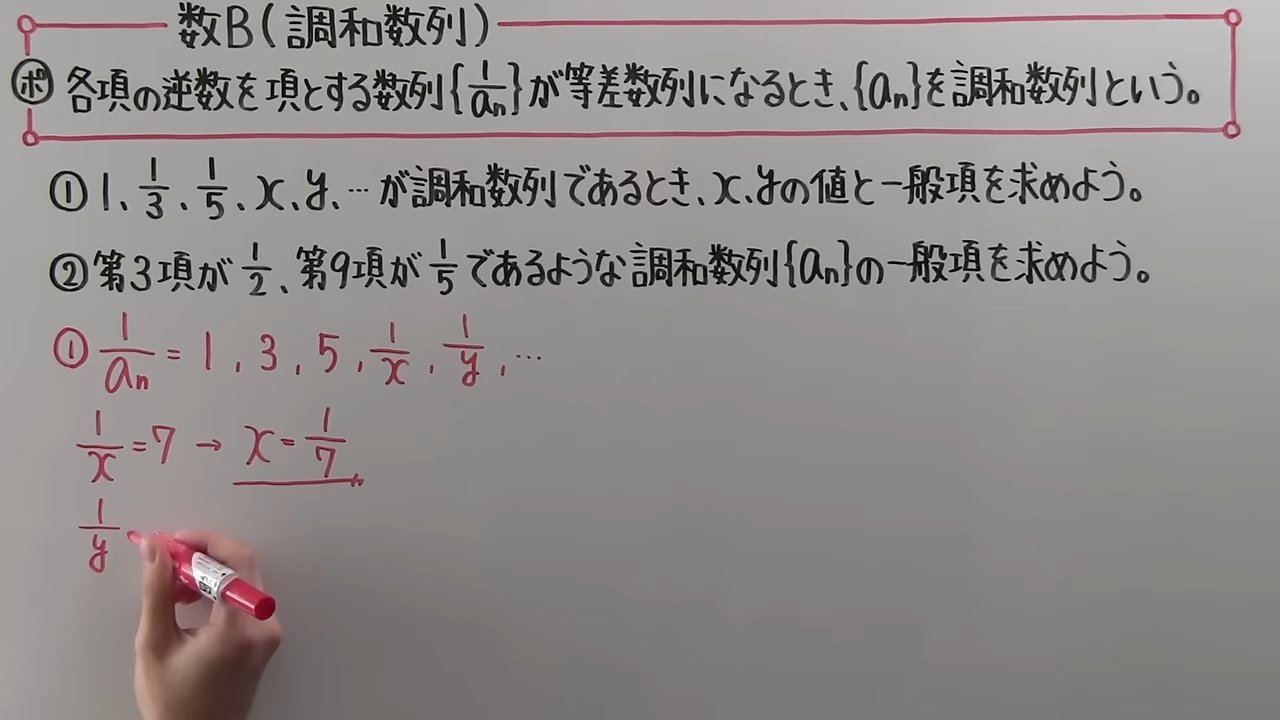 数B(調和数列)
ポ 各項の逆数を項とする数列{1/an}が等差数列になるとき、{an}を調和数列という。
① 1、1/3、1/5、x、y、…が調和数列であるとき、x、yの値と一般項を求めよう。
② 第3項が1/2、第9項が1/5であるような調和数列{an}の一般項を求めよう。
① 1/an = 1, 3, 5, 1/x, 1/y, …
1/x = 7 → x = 1/7
1/y